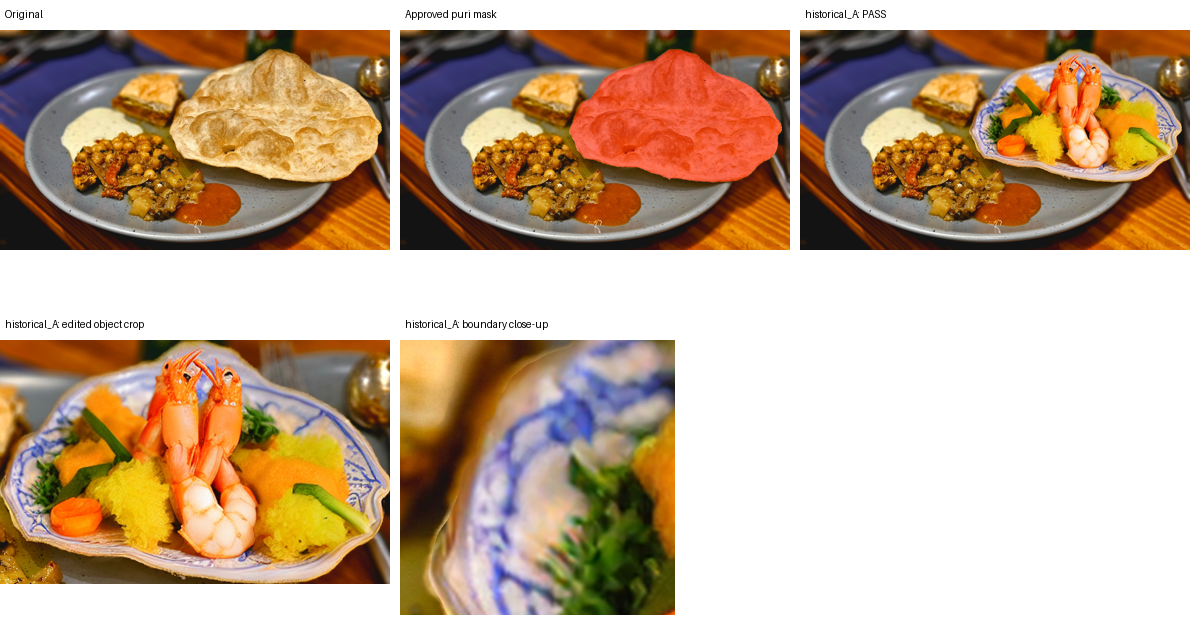 Original
Approved puri mask
historical_A: PASS
historical_A: edited object crop
historical_A: boundary close-up